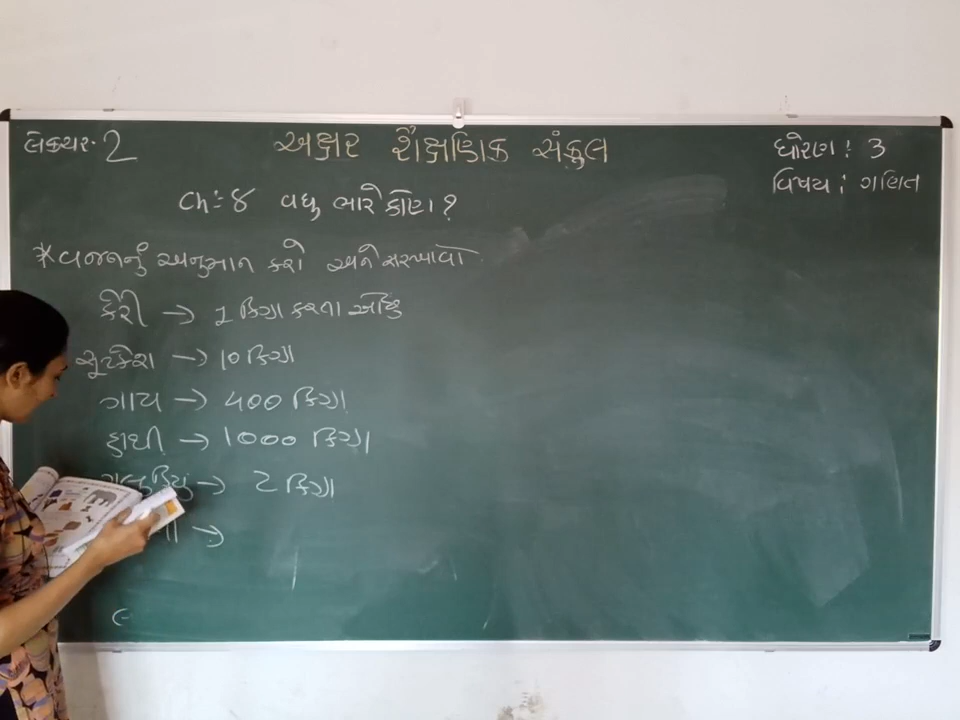 લેક્ચર. 2
અક્ષર શૈક્ષણિક સંકુલ
ધોરણ : 3
વિષય : ગણિત
Ch :- ૪ વધુ ભારે કોણ ?
* વજનનું અનુમાન કરો અને સરખાવો
કેરી → 1 કિગ્રા કરતા ઓછુ
સૂટકેશ → 10 કિગ્રા
ગાય → 400 કિગ્રા
હાથી → 1000 કિગ્રા
→ 2 કિગ્રા
→